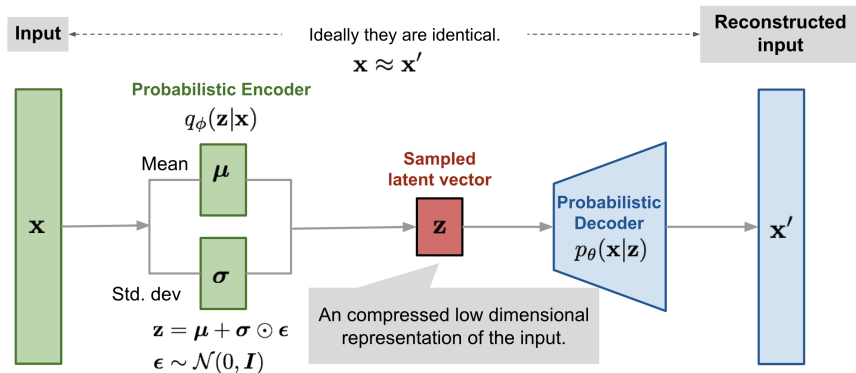 Input
Ideally they are identical.
x ≈ x′
Reconstructed
input
Probabilistic Encoder
qϕ(z|x)
Mean
μ
x
σ
Std. dev
z = μ + σ ⊙ ϵ
ϵ ∼ 𝒩(0, I)
Sampled
latent vector
z
An compressed low dimensional
representation of the input.
Probabilistic
Decoder
pθ(x|z)
x′